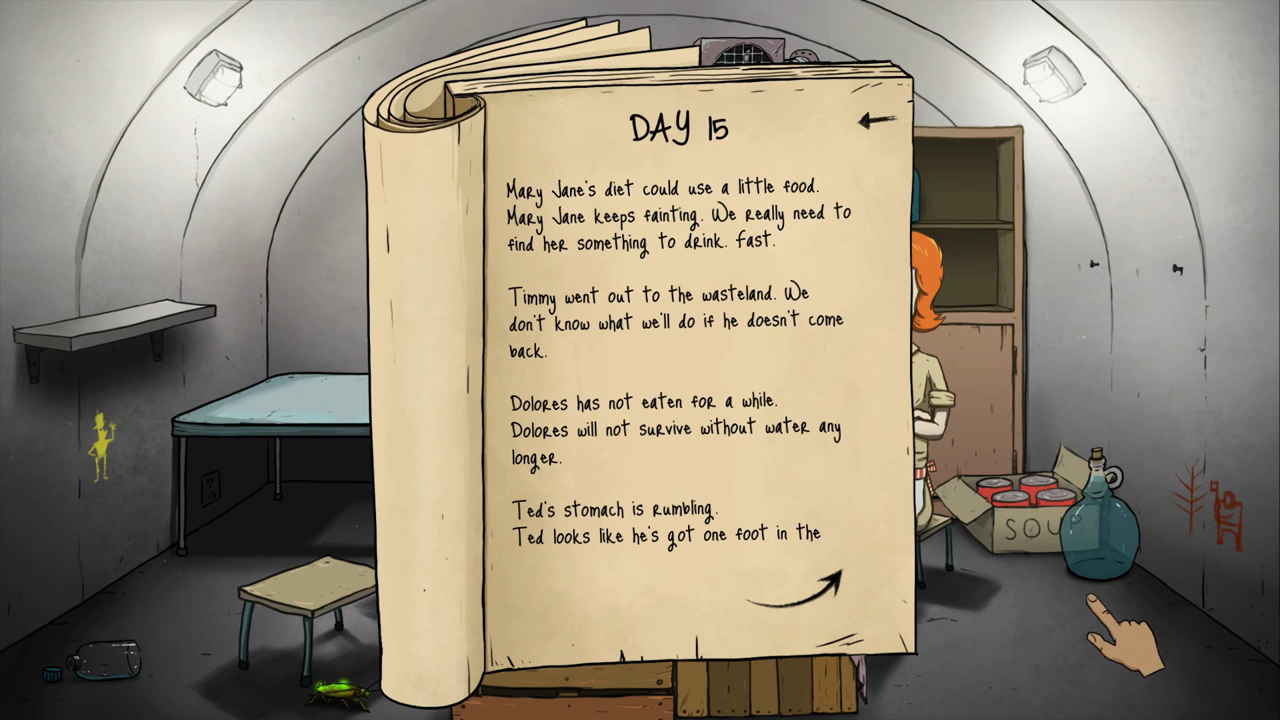 DAY 15
Mary Jane's diet could use a little food.
Mary Jane keeps fainting. We really need to
find her something to drink. Fast.
Timmy went out to the wasteland. We
don't know what we'll do if he doesn't come
back.
Dolores has not eaten for a while.
Dolores will not survive without water any
longer.
Ted's stomach is rumbling.
Ted looks like he's got one foot in the
SOUP